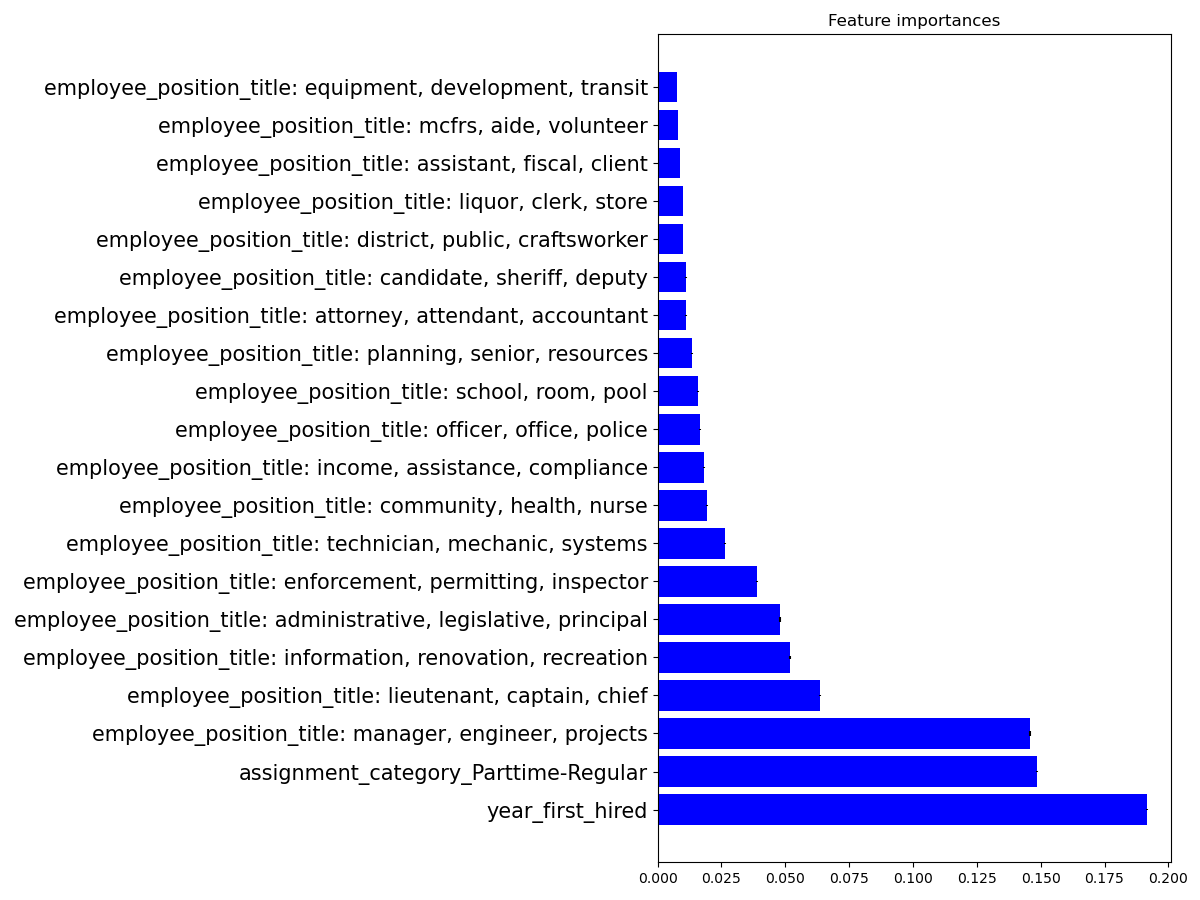 Feature importances
employee_position_title: equipment, development, transit
employee_position_title: mcfrs, aide, volunteer
employee_position_title: assistant, fiscal, client
employee_position_title: liquor, clerk, store
employee_position_title: district, public, craftsworker
employee_position_title: candidate, sheriff, deputy
employee_position_title: attorney, attendant, accountant
employee_position_title: planning, senior, resources
employee_position_title: school, room, pool
employee_position_title: officer, office, police
employee_position_title: income, assistance, compliance
employee_position_title: community, health, nurse
employee_position_title: technician, mechanic, systems
employee_position_title: enforcement, permitting, inspector
employee_position_title: administrative, legislative, principal
employee_position_title: information, renovation, recreation
employee_position_title: lieutenant, captain, chief
employee_position_title: manager, engineer, projects
assignment_category_Parttime-Regular
year_first_hired
0.000 0.025 0.050 0.075 0.100 0.125 0.150 0.175 0.200